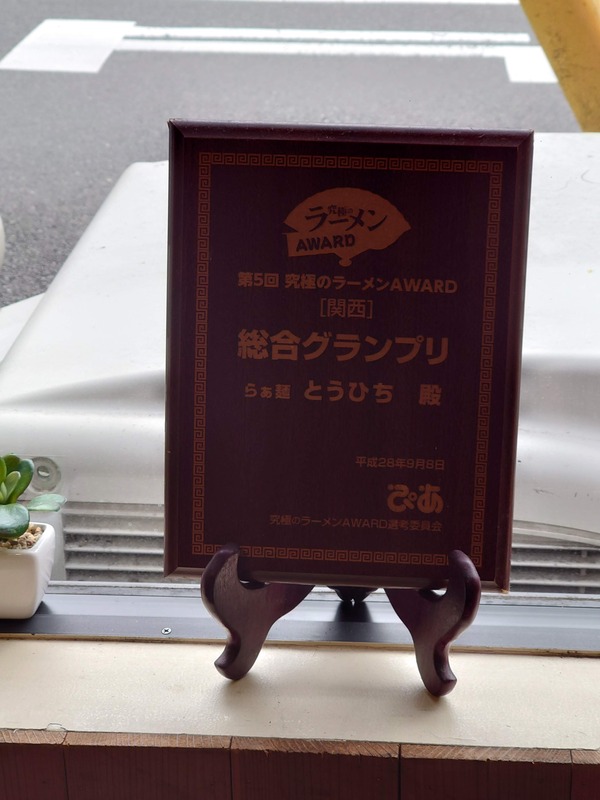 究極の
ラーメン
AWARD
第5回 究極のラーメンAWARD
[関西]
総合グランプリ
らぁ麺 とうひち 殿
平成28年9月8日
ぴあ
究極のラーメンAWARD選考委員会